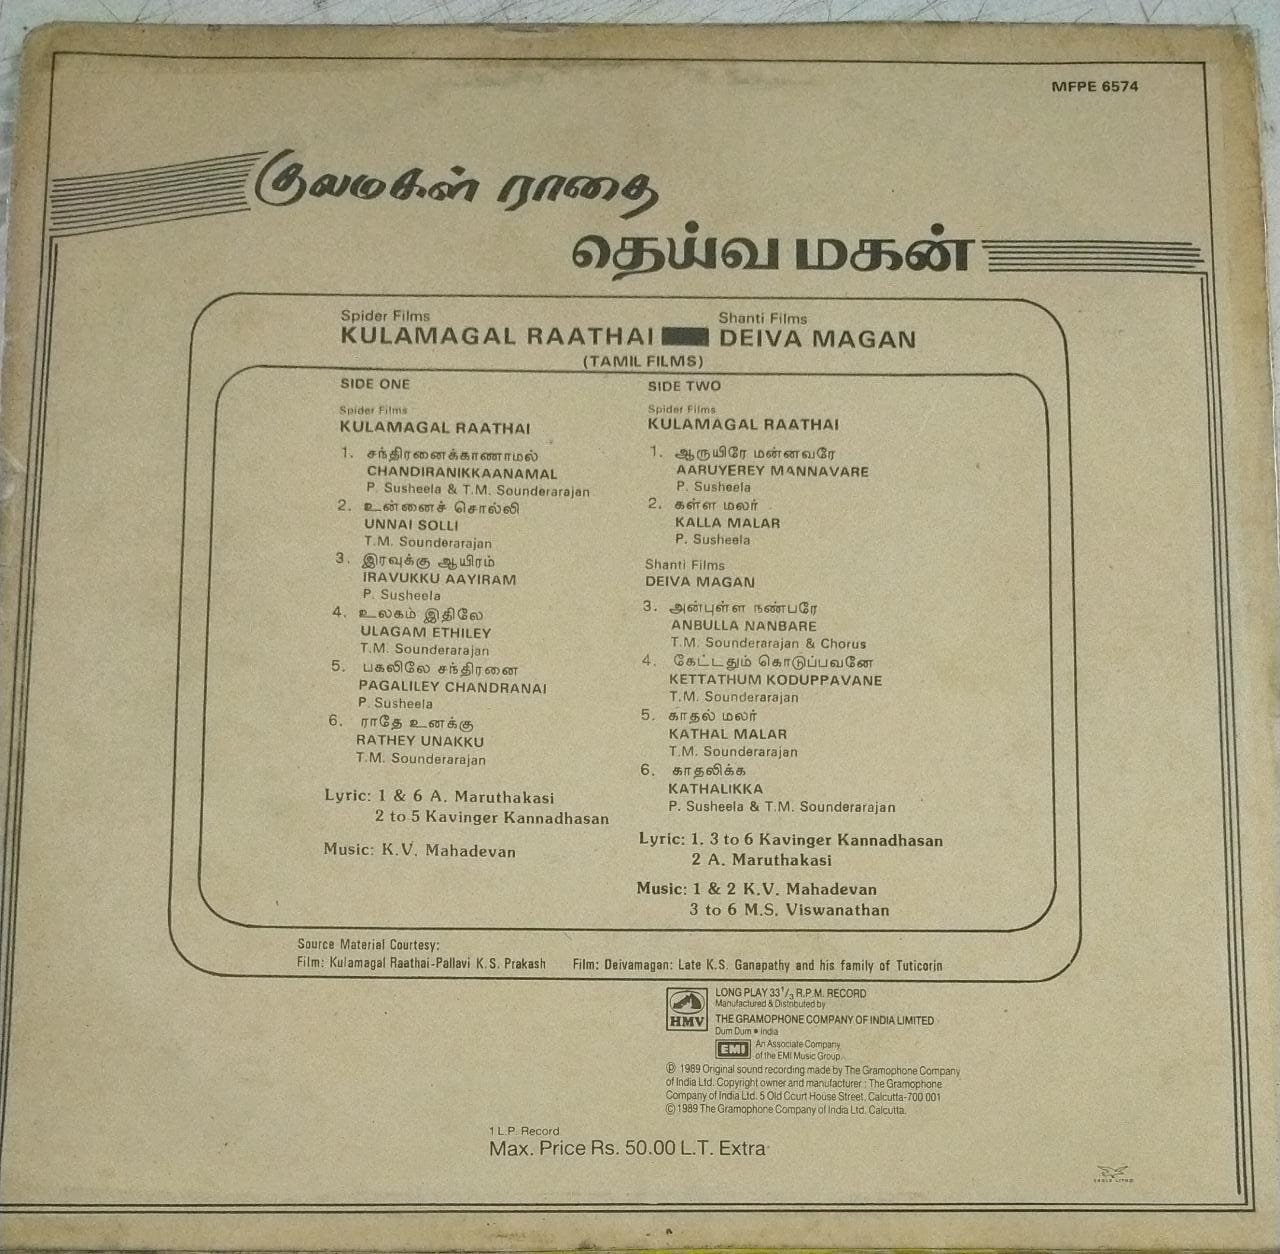 MFPE 6574
குலமகள் ராதை
தெய்வ மகன்
Spider Films
KULAMAGAL RAATHAI
Shanti Films
DEIVA MAGAN
(TAMIL FILMS)
SIDE ONE
Spider Films
KULAMAGAL RAATHAI
1. சந்திரனைக்காணாமல்
CHANDIRANIKKAANAMAL
P. Susheela & T.M. Sounderarajan
2. உன்னைச் சொல்லி
UNNAI SOLLI
T.M. Sounderarajan
3. இரவுக்கு ஆயிரம்
IRAVUKKU AAYIRAM
P. Susheela
4. உலகம் இதிலே
ULAGAM ETHILEY
T.M. Sounderarajan
5. பகலிலே சந்திரனை
PAGALILEY CHANDRANAI
P. Susheela
6. ராதே உனக்கு
RATHEY UNAKKU
T.M. Sounderarajan
Lyric: 1 & 6 A. Maruthakasi
2 to 5 Kavinger Kannadhasan
Music: K.V. Mahadevan
SIDE TWO
Spider Films
KULAMAGAL RAATHAI
1. ஆருயிரே மன்னவரே
AARUYEREY MANNAVARE
P. Susheela
2. கள்ள மலர்
KALLA MALAR
P. Susheela
Shanti Films
DEIVA MAGAN
3. அன்புள்ள நண்பரே
ANBULLA NANBARE
T.M. Sounderarajan & Chorus
4. கேட்டதும் கொடுப்பவனே
KETTATHUM KODUPPAVANE
T.M. Sounderarajan
5. காதல் மலர்
KATHAL MALAR
T.M. Sounderarajan
6. காதலிக்க
KATHALIKKA
P. Susheela & T.M. Sounderarajan
Lyric: 1, 3 to 6 Kavinger Kannadhasan
2 A. Maruthakasi
Music: 1 & 2 K.V. Mahadevan
3 to 6 M.S. Viswanathan
Source Material Courtesy:
Film: Kulamagal Raathai-Pallavi K.S. Prakash Film: Deivamagan: Late K.S. Ganapathy and his family of Tuticorin
HMV
LONG PLAY 33 1/3 R.P.M. RECORD
Manufactured & Distributed by
THE GRAMOPHONE COMPANY OF INDIA LIMITED
Dum Dum • India
EMI
An Associate Company
of the EMI Music Group.
℗ 1989 Original sound recording made by The Gramophone Company
of India Ltd. Copyright owner and manufacturer : The Gramophone
Company of India Ltd. 5 Old Court House Street, Calcutta-700 001
© 1989 The Gramophone Company of India Ltd. Calcutta.
1 L.P. Record
Max. Price Rs. 50.00 L.T. Extra
EAGLE LITHO